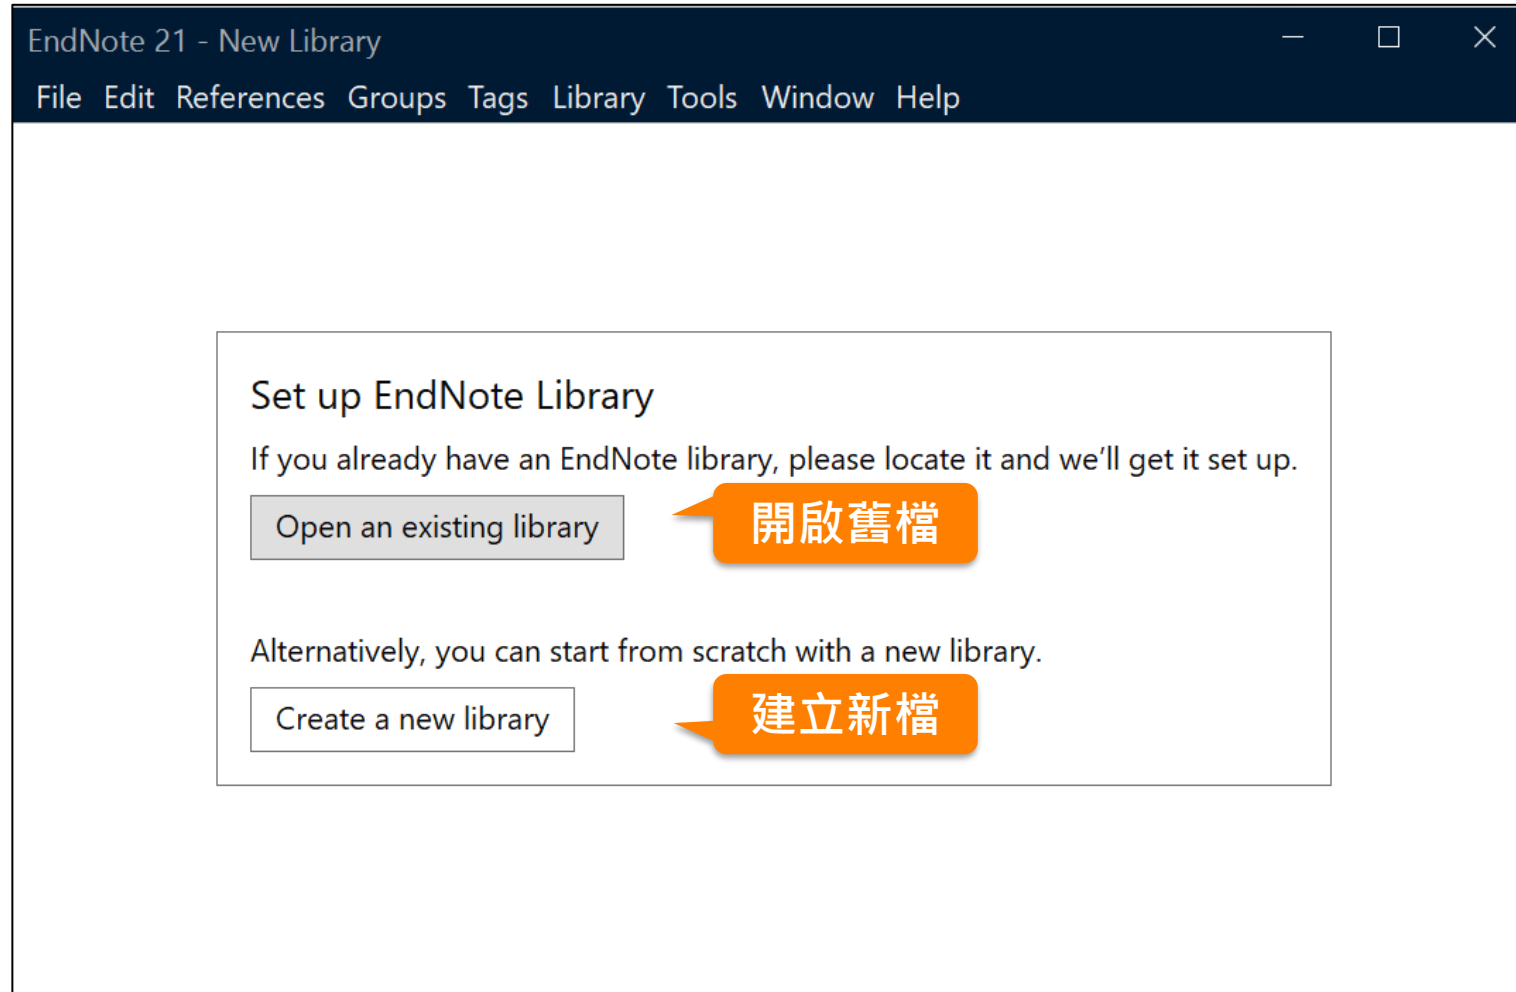 EndNote 21 - New Library
File Edit References Groups Tags Library Tools Window Help
Set up EndNote Library
If you already have an EndNote library, please locate it and we’ll get it set up.
Open an existing library
開啟舊檔
Alternatively, you can start from scratch with a new library.
Create a new library
建立新檔